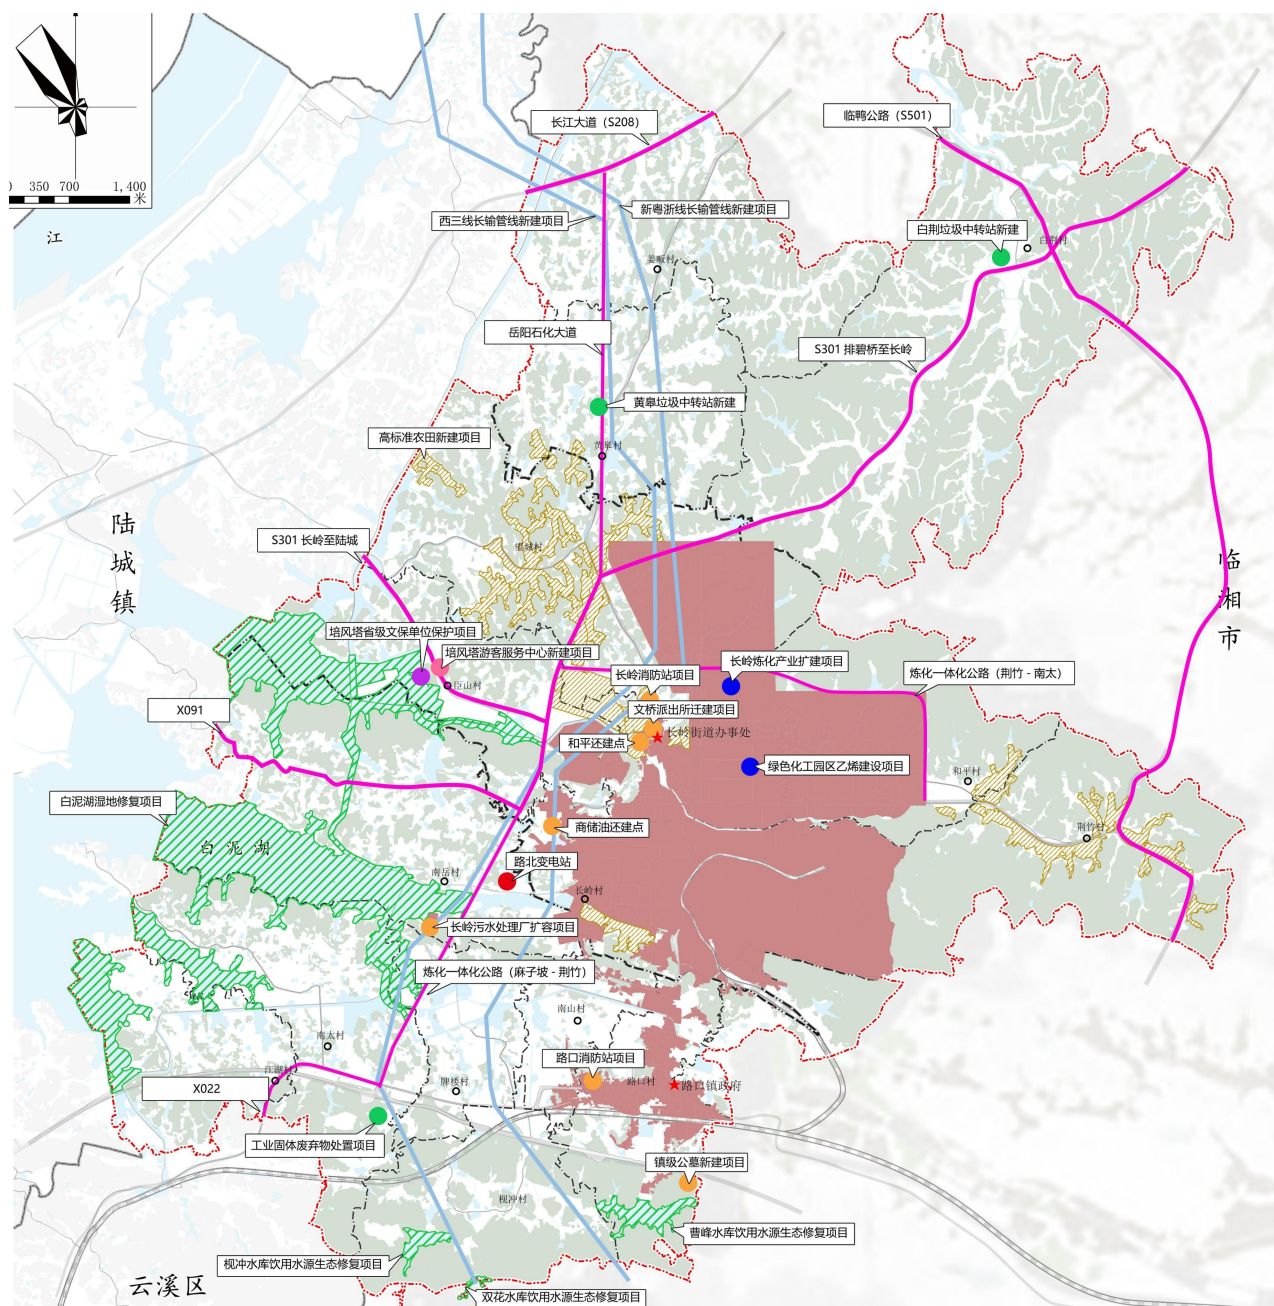 0 350 700 1,400
米
江
长江大道（S208）
临鸭公路（S501）
西三线长输管线新建项目
新粤浙线长输管线新建项目
白荆垃圾中转站新建
白荆村
姜畈村
岳阳石化大道
S301 排碧桥至长岭
黄皋垃圾中转站新建
高标准农田新建项目
黄皋村
陆城镇
S301 长岭至陆城
望城村
临湘市
培风塔省级文保单位保护项目
培风塔游客服务中心新建项目
长岭消防站项目
长岭炼化产业扩建项目
炼化一体化公路（荆竹 - 南太）
臣山村
X091
文桥派出所迁建项目
长岭街道办事处
和平还建点
绿色化工园区乙烯建设项目
和平村
白泥湖湿地修复项目
商储油还建点
荆竹村
白泥湖
路北变电站
南岳村
长岭村
长岭污水处理厂扩容项目
炼化一体化公路（麻子坡 - 荆竹）
南山村
南太村
路口消防站项目
江湖村
牌楼村
路口村
路口镇政府
X022
工业固体废弃物处置项目
镇级公墓新建项目
枧冲村
曹峰水库饮用水源生态修复项目
枧冲水库饮用水源生态修复项目
云溪区
双花水库饮用水源生态修复项目